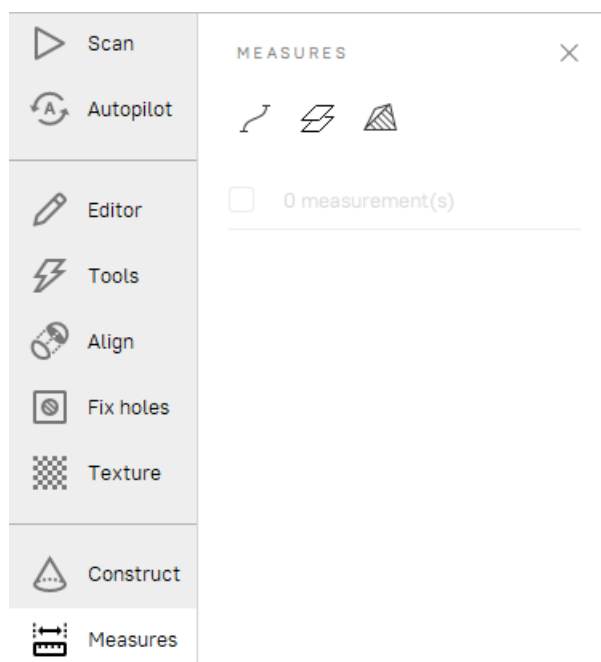 Scan
Autopilot
Editor
Tools
Align
Fix holes
Texture
Construct
Measures
MEASURES
0 measurement(s)